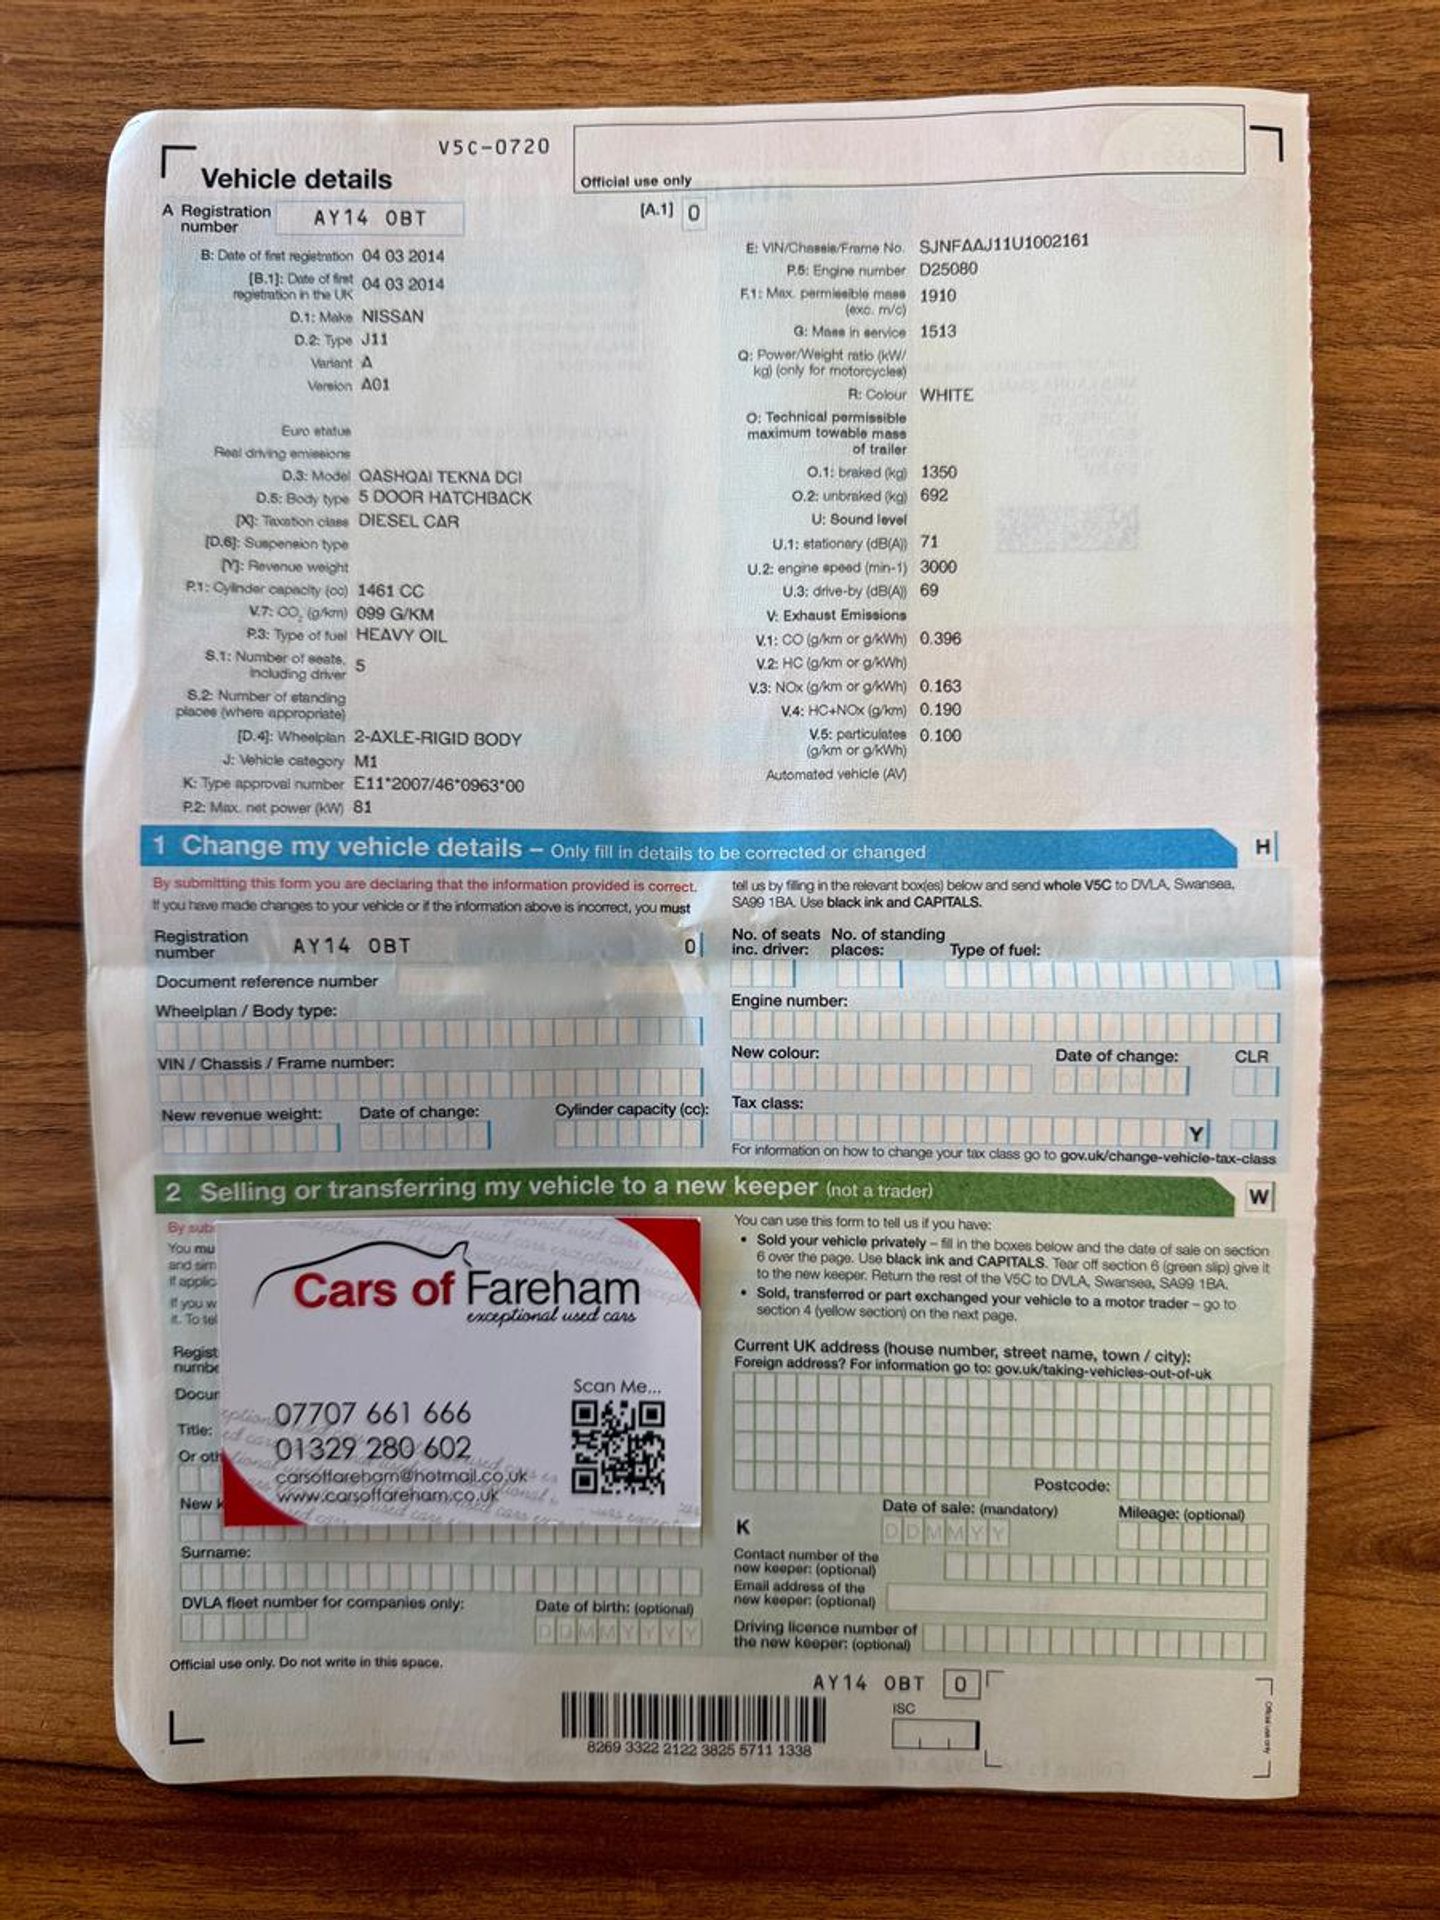 V5C-0720
Vehicle details
Official use only
A Registration number AY14 OBT
[A.1] 0
B: Date of first registration 04 03 2014
[B.1]: Date of first registration in the UK 04 03 2014
D.1: Make NISSAN
D.2: Type J11
Variant A
Version A01
Euro status
Real driving emissions
D.3: Model QASHQAI TEKNA DCI
D.5: Body type 5 DOOR HATCHBACK
[X]: Taxation class DIESEL CAR
[D.6]: Suspension type
[Y]: Revenue weight
P.1: Cylinder capacity (cc) 1461 CC
V.7: CO2 (g/km) 099 G/KM
P.3: Type of fuel HEAVY OIL
S.1: Number of seats, including driver 5
S.2: Number of standing places (where appropriate)
[D.4]: Wheelplan 2-AXLE-RIGID BODY
J: Vehicle category M1
K: Type approval number E11*2007/46*0963*00
P.2: Max. net power (kW) 81
E: VIN/Chassis/Frame No. SJNFAAJ11U1002161
P.5: Engine number D25080
F.1: Max. permissible mass (exc. m/c) 1910
G: Mass in service 1513
Q: Power/Weight ratio (kW/kg) (only for motorcycles)
R: Colour WHITE
O: Technical permissible maximum towable mass of trailer
O.1: braked (kg) 1350
O.2: unbraked (kg) 692
U: Sound level
U.1: stationary (dB(A)) 71
U.2: engine speed (min-1) 3000
U.3: drive-by (dB(A)) 69
V: Exhaust Emissions
V.1: CO (g/km or g/kWh) 0.396
V.2: HC (g/km or g/kWh)
V.3: NOx (g/km or g/kWh) 0.163
V.4: HC+NOx (g/km) 0.190
V.5: particulates (g/km or g/kWh) 0.100
Automated vehicle (AV)
1 Change my vehicle details – Only fill in details to be corrected or changed
H
By submitting this form you are declaring that the information provided is correct.
If you have made changes to your vehicle or if the information above is incorrect, you must
tell us by filling in the relevant box(es) below and send whole V5C to DVLA, Swansea,
SA99 1BA. Use black ink and CAPITALS.
Registration number AY14 OBT 0
Document reference number
Wheelplan / Body type:
VIN / Chassis / Frame number:
New revenue weight: Date of change: Cylinder capacity (cc):
D D M M Y Y
No. of seats inc. driver: No. of standing places: Type of fuel:
Engine number:
New colour: Date of change: CLR
D D M M Y Y
Tax class:
Y
For information on how to change your tax class go to gov.uk/change-vehicle-tax-class
2 Selling or transferring my vehicle to a new keeper (not a trader)
W
By sub
You mu
and sim
If applic
If you w
it. To tel
Regist
numbe
Docur
Title:
Or oth
New k
Cars of Fareham
exceptional used cars
Scan Me...
07707 661 666
01329 280 602
carsoffareham@hotmail.co.uk
www.carsoffareham.co.uk
Surname:
DVLA fleet number for companies only: Date of birth: (optional)
D D M M Y Y Y Y
Official use only. Do not write in this space.
You can use this form to tell us if you have:
• Sold your vehicle privately – fill in the boxes below and the date of sale on section
6 over the page. Use black ink and CAPITALS. Tear off section 6 (green slip) give it
to the new keeper. Return the rest of the V5C to DVLA, Swansea, SA99 1BA.
• Sold, transferred or part exchanged your vehicle to a motor trader – go to
section 4 (yellow section) on the next page.
Current UK address (house number, street name, town / city):
Foreign address? For information go to: gov.uk/taking-vehicles-out-of-uk
Postcode:
K
Date of sale: (mandatory) Mileage: (optional)
D D M M Y Y
Contact number of the
new keeper: (optional)
Email address of the
new keeper: (optional)
Driving licence number of
the new keeper: (optional)
AY14 OBT 0
ISC
8269 3322 2122 3825 5711 1338
Official use only